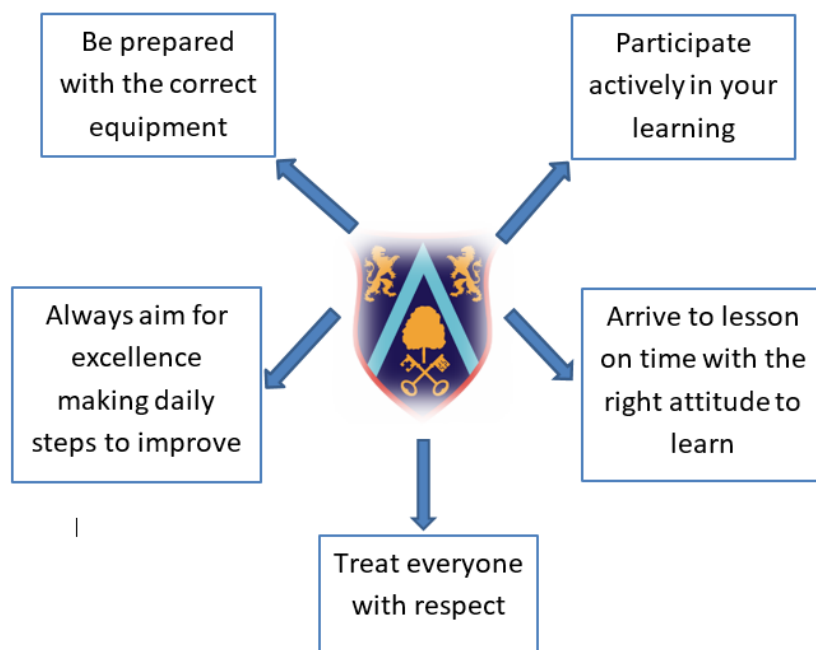 Be prepared
with the correct
equipment
Participate
actively in your
learning
Always aim for
excellence
making daily
steps to improve
Arrive to lesson
on time with the
right attitude to
learn
Treat everyone
with respect